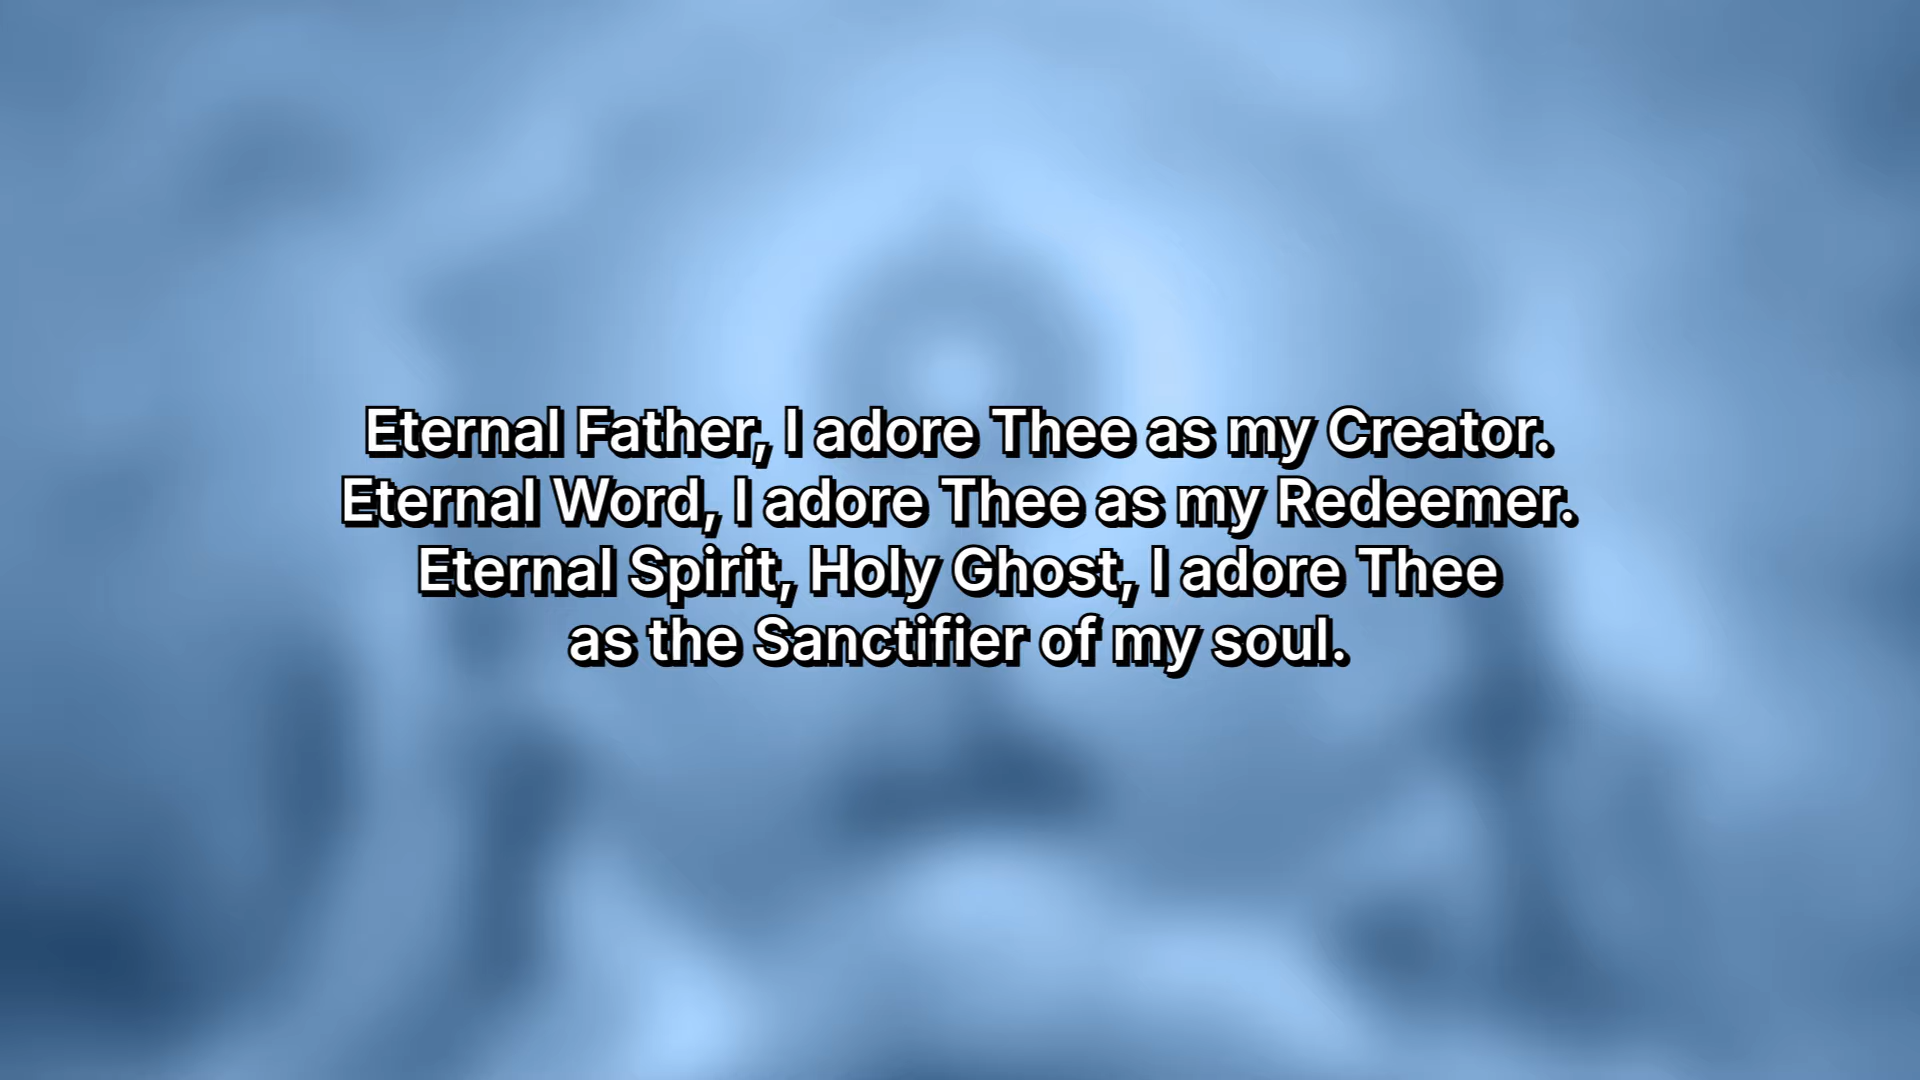 Eternal Father, I adore Thee as my Creator.
Eternal Word, I adore Thee as my Redeemer.
Eternal Spirit, Holy Ghost, I adore Thee
as the Sanctifier of my soul.